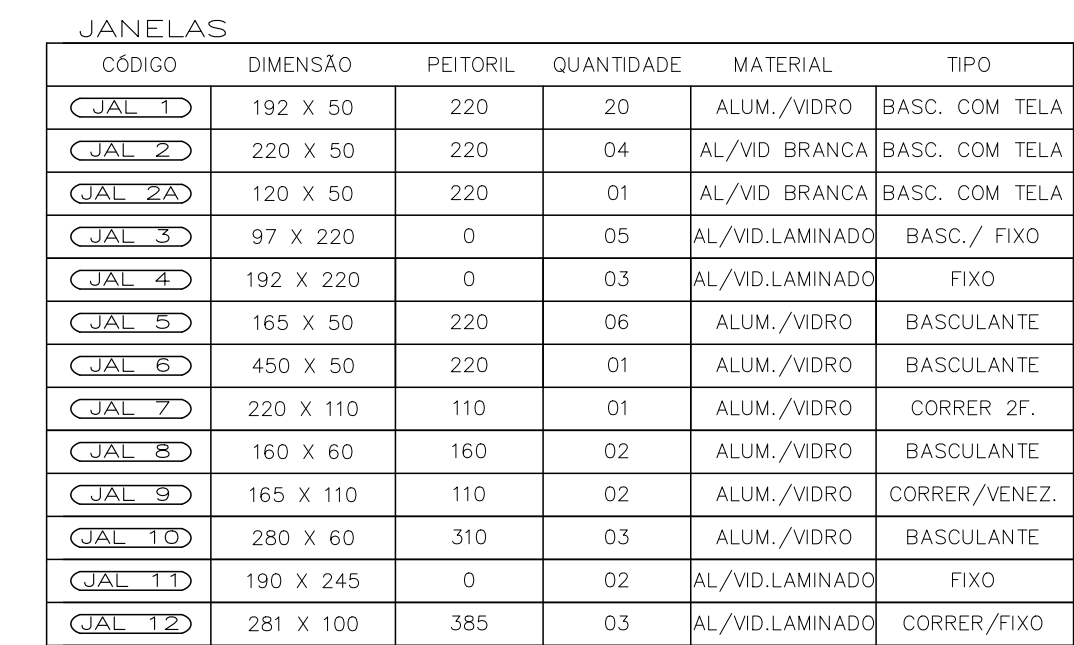 JANELAS
CÓDIGO DIMENSÃO PEITORIL QUANTIDADE MATERIAL TIPO
JAL 1 192 X 50 220 20 ALUM./VIDRO BASC. COM TELA
JAL 2 220 X 50 220 04 AL/VID BRANCA BASC. COM TELA
JAL 2A 120 X 50 220 01 AL/VID BRANCA BASC. COM TELA
JAL 3 97 X 220 0 05 AL/VID.LAMINADO BASC./ FIXO
JAL 4 192 X 220 0 03 AL/VID.LAMINADO FIXO
JAL 5 165 X 50 220 06 ALUM./VIDRO BASCULANTE
JAL 6 450 X 50 220 01 ALUM./VIDRO BASCULANTE
JAL 7 220 X 110 110 01 ALUM./VIDRO CORRER 2F.
JAL 8 160 X 60 160 02 ALUM./VIDRO BASCULANTE
JAL 9 165 X 110 110 02 ALUM./VIDRO CORRER/VENEZ.
JAL 10 280 X 60 310 03 ALUM./VIDRO BASCULANTE
JAL 11 190 X 245 0 02 AL/VID.LAMINADO FIXO
JAL 12 281 X 100 385 03 AL/VID.LAMINADO CORRER/FIXO